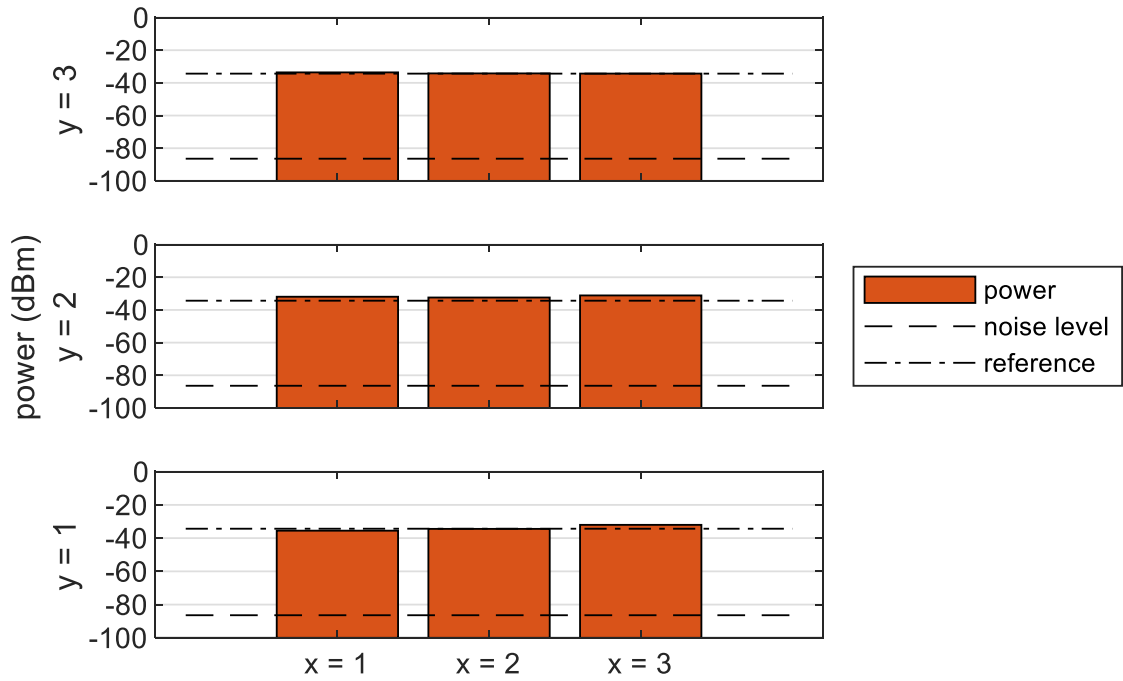 0
-20
-40
-60
-80
-100
y = 3
0
-20
-40
-60
-80
-100
y = 2
power (dBm)
0
-20
-40
-60
-80
-100
y = 1
x = 1
x = 2
x = 3
power
noise level
reference